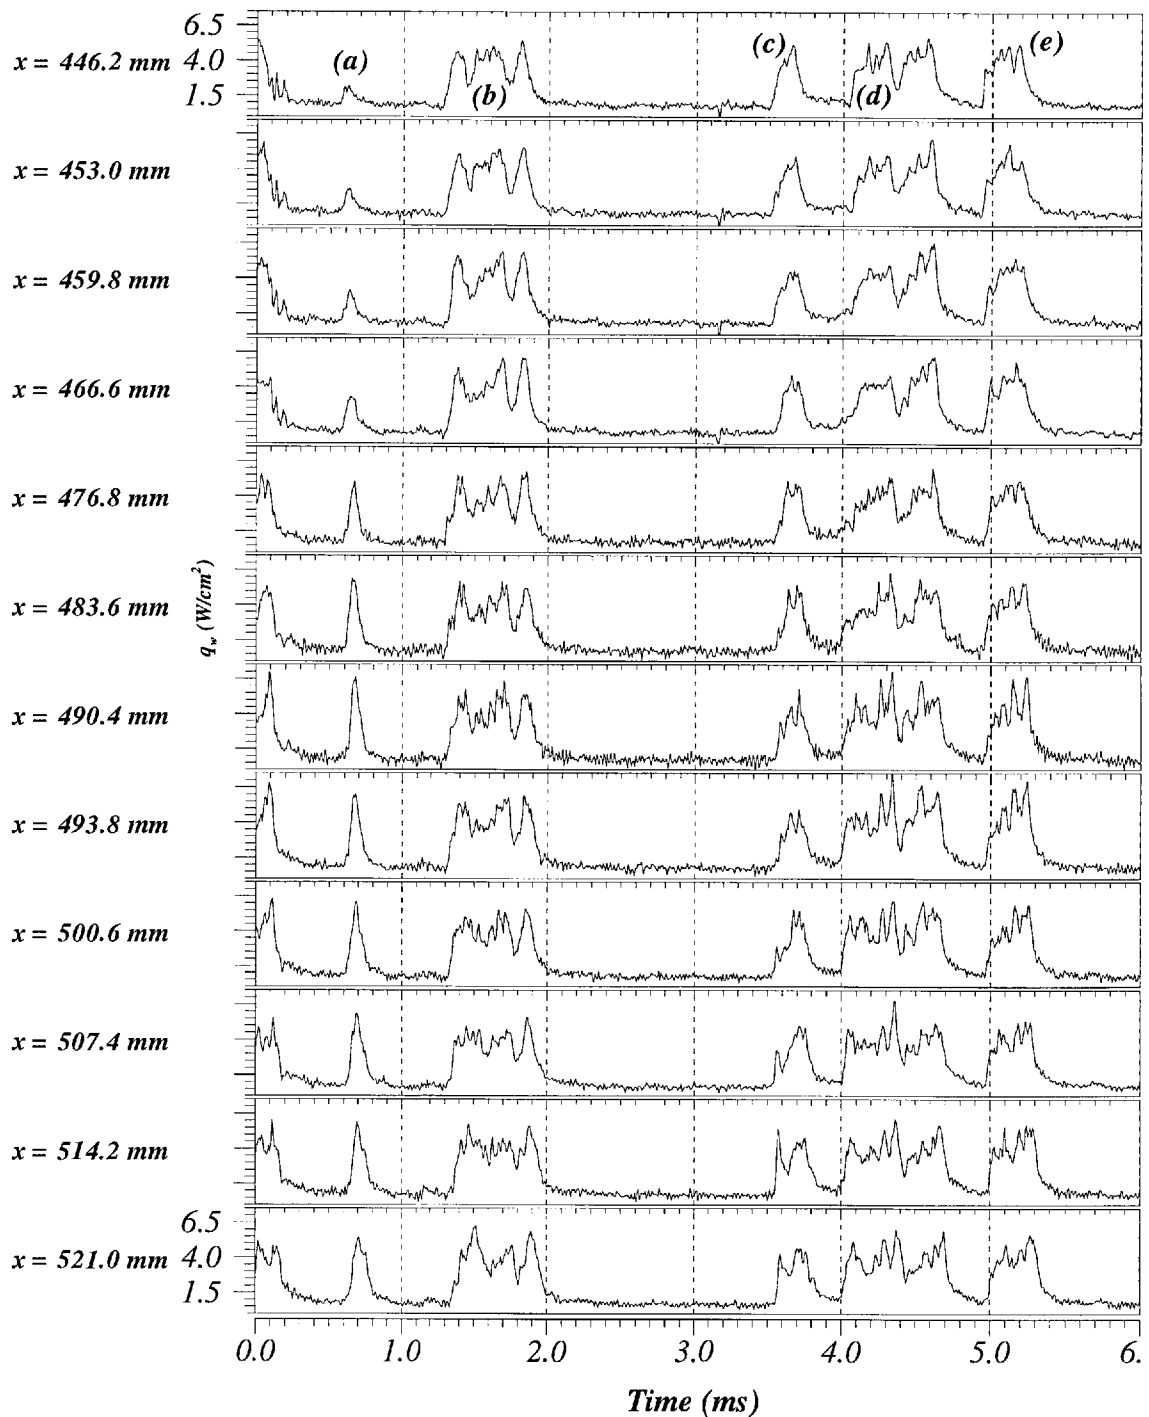 6.5
x = 446.2 mm 4.0 (a) (c) (e)
1.5 (b) (d)
x = 453.0 mm
x = 459.8 mm
x = 466.6 mm
x = 476.8 mm
q_w (W/cm²)
x = 483.6 mm
x = 490.4 mm
x = 493.8 mm
x = 500.6 mm
x = 507.4 mm
x = 514.2 mm
6.5
x = 521.0 mm 4.0
1.5
0.0 1.0 2.0 3.0 4.0 5.0 6.
Time (ms)